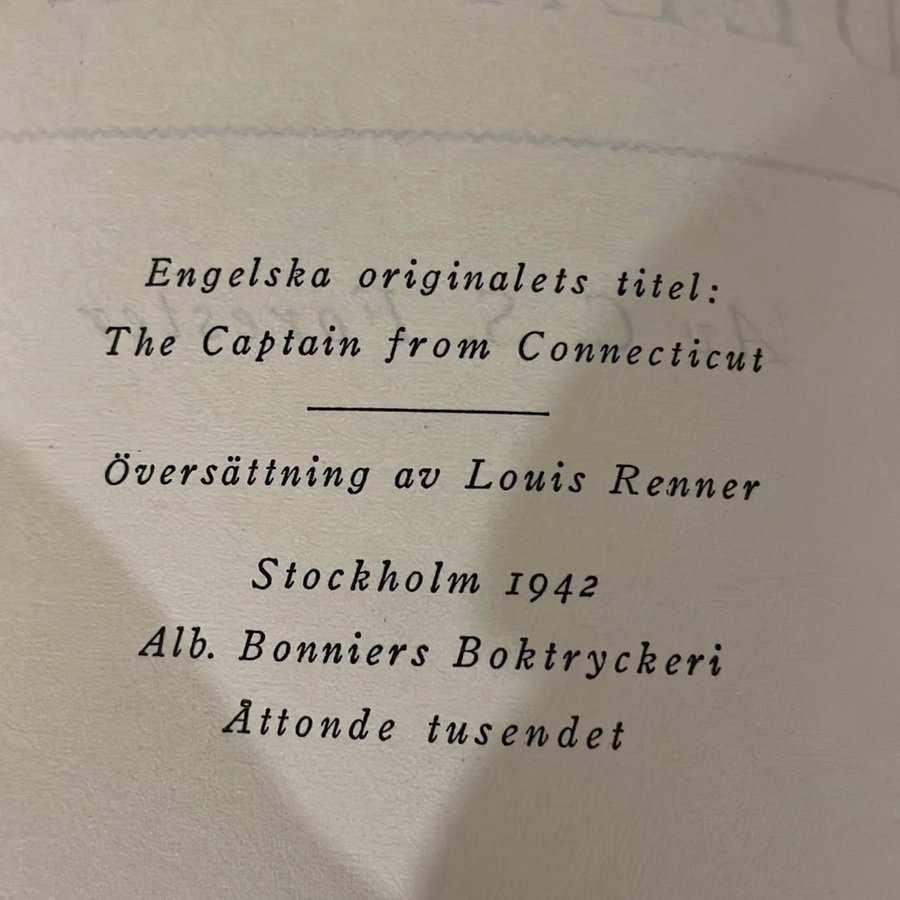 Engelska originalets titel:
The Captain from Connecticut
Översättning av Louis Renner
Stockholm 1942
Alb. Bonniers Boktryckeri
Åttonde tusendet